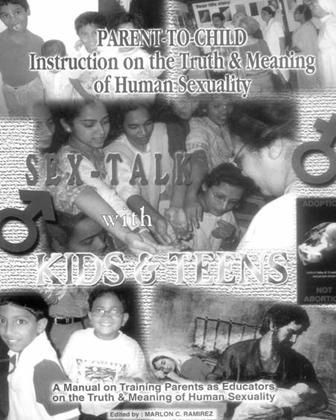 PARENT-TO-CHILD
Instruction on the Truth & Meaning
of Human Sexuality
SEX-TALK
with
KIDS & TEENS
ADOPTION
NOT
ABORTION
A Manual on Training Parents as Educators,
on the Truth & Meaning of Human Sexuality
Edited by : MARLON C. RAMIREZ